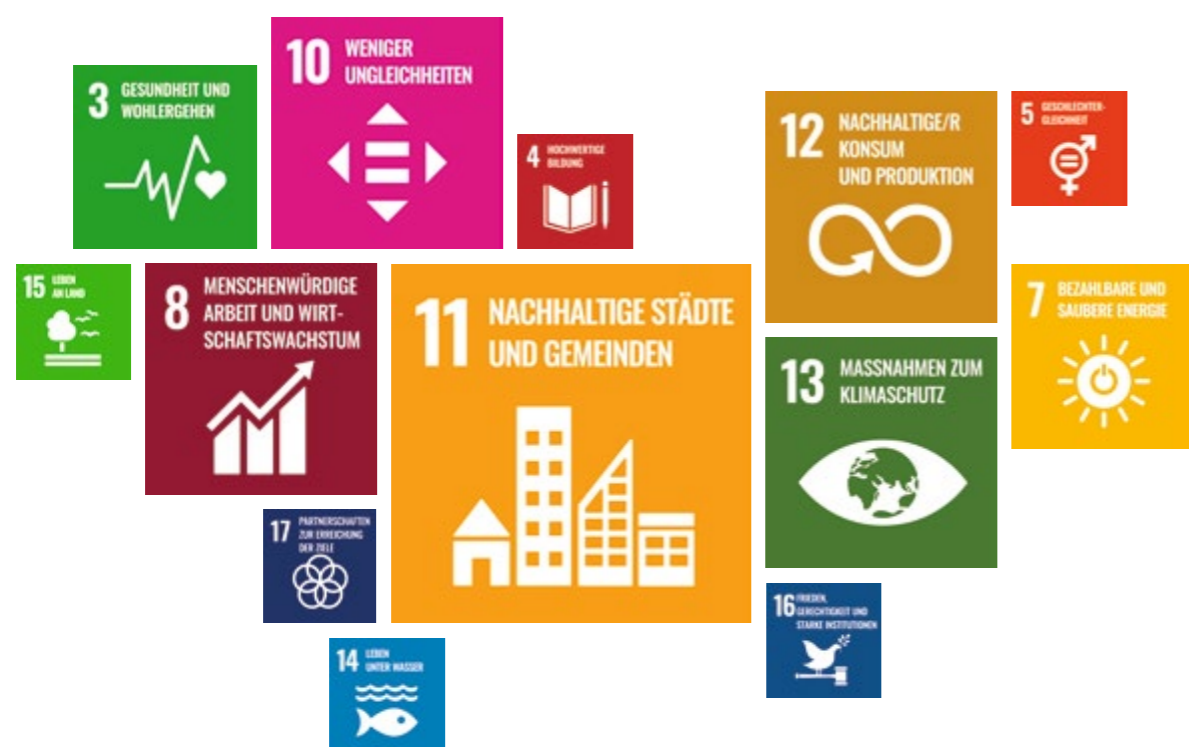 10 WENIGER
UNGLEICHHEITEN
3 GESUNDHEIT UND
WOHLERGEHEN
4 HOCHWERTIGE
BILDUNG
12 NACHHALTIGE/R
KONSUM
UND PRODUKTION
5 GESCHLECHTER-
GLEICHHEIT
15 LEBEN
AN LAND
8 MENSCHENWÜRDIGE
ARBEIT UND WIRT-
SCHAFTSWACHSTUM
11 NACHHALTIGE STÄDTE
UND GEMEINDEN
7 BEZAHLBARE UND
SAUBERE ENERGIE
13 MASSNAHMEN ZUM
KLIMASCHUTZ
17 PARTNERSCHAFTEN
ZUR ERREICHUNG
DER ZIELE
16 FRIEDEN,
GERECHTIGKEIT UND
STARKE INSTITUTIONEN
14 LEBEN
UNTER WASSER